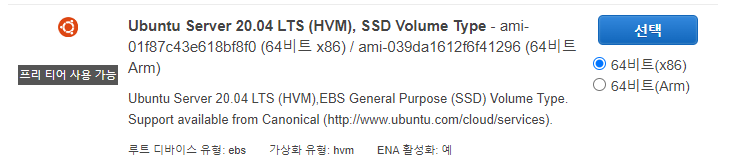 Ubuntu Server 20.04 LTS (HVM), SSD Volume Type - ami-
01f87c43e618bf8f0 (64비트 x86) / ami-039da1612f6f41296 (64비트
Arm)
프리 티어 사용 가능
Ubuntu Server 20.04 LTS (HVM),EBS General Purpose (SSD) Volume Type.
Support available from Canonical (http://www.ubuntu.com/cloud/services).
루트 디바이스 유형: ebs 가상화 유형: hvm ENA 활성화: 예
선택
64비트(x86)
64비트(Arm)